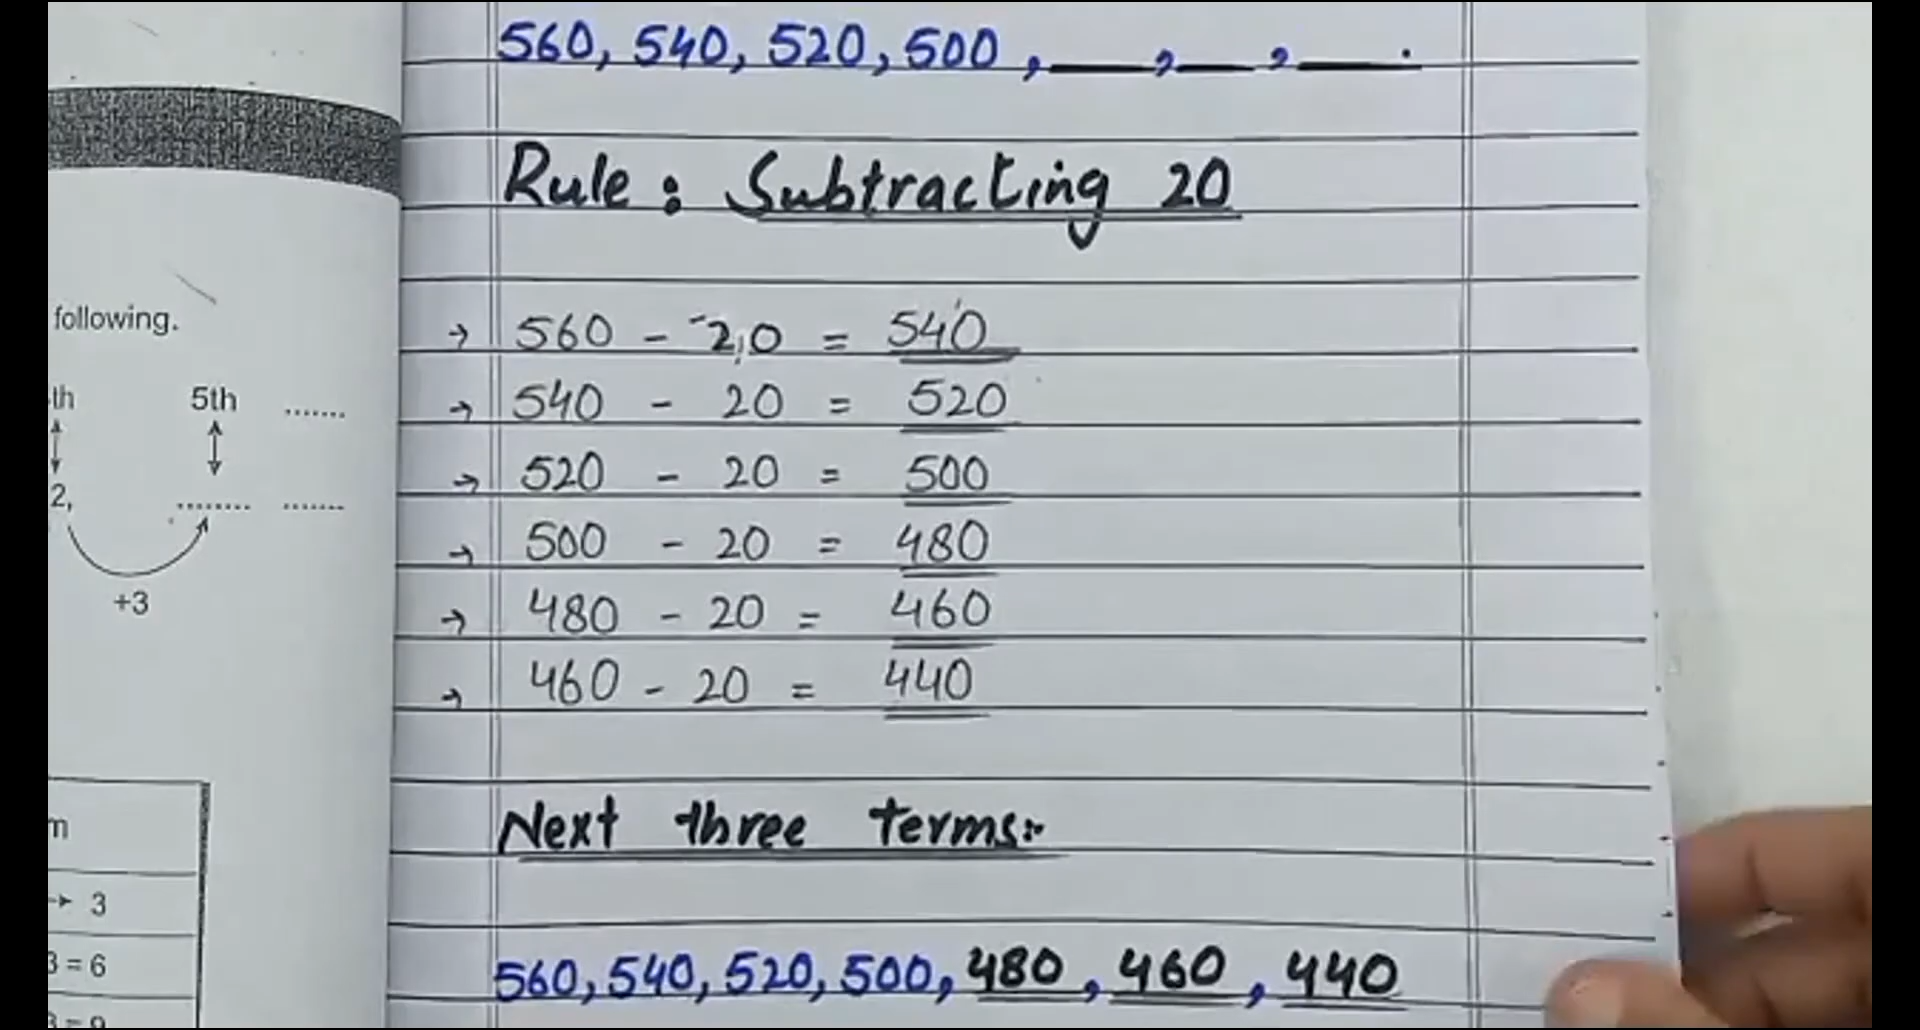 560, 540, 520, 500, ___, ___, ___.
Rule: Subtracting 20
→ 560 - 20 = 540
→ 540 - 20 = 520
→ 520 - 20 = 500
→ 500 - 20 = 480
→ 480 - 20 = 460
→ 460 - 20 = 440
Next three terms:-
560, 540, 520, 500, 480, 460, 440
following.
th 5th ......
2, ....... ......
+3
m
→ 3
3 = 6
3 = 9